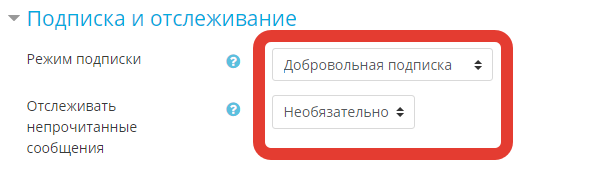 Подписка и отслеживание
Режим подписки
Добровольная подписка
Отслеживать
непрочитанные
сообщения
Необязательно